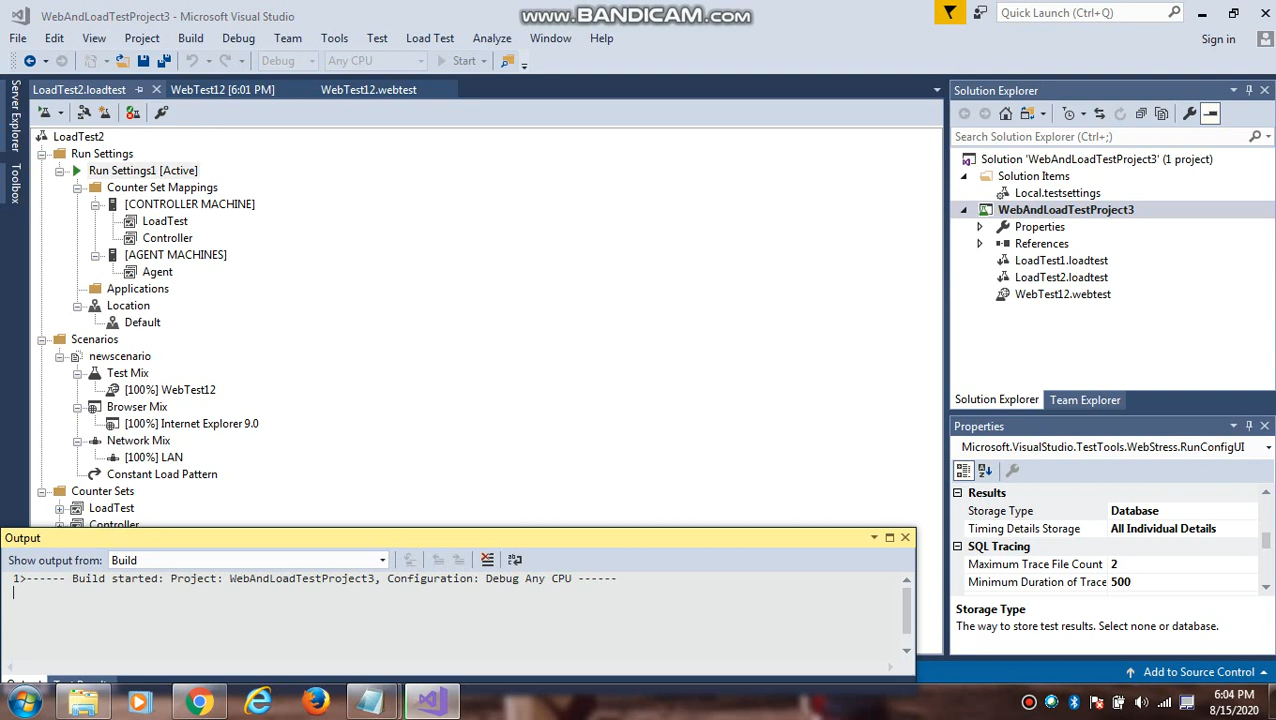 WebAndLoadTestProject3 - Microsoft Visual Studio
www.BANDICAM.com
Quick Launch (Ctrl+Q)
File Edit View Project Build Debug Team Tools Test Load Test Analyze Window Help
Sign in
Debug Any CPU Start
LoadTest2.loadtest WebTest12 [6:01 PM] WebTest12.webtest
Server Explorer
Toolbox
LoadTest2
Run Settings
Run Settings1 [Active]
Counter Set Mappings
[CONTROLLER MACHINE]
LoadTest
Controller
[AGENT MACHINES]
Agent
Applications
Location
Default
Scenarios
newscenario
Test Mix
[100%] WebTest12
Browser Mix
[100%] Internet Explorer 9.0
Network Mix
[100%] LAN
Constant Load Pattern
Counter Sets
LoadTest
Controller
Output
Show output from: Build
1>------ Build started: Project: WebAndLoadTestProject3, Configuration: Debug Any CPU ------
Solution Explorer
Search Solution Explorer (Ctrl+;)
Solution 'WebAndLoadTestProject3' (1 project)
Solution Items
Local.testsettings
WebAndLoadTestProject3
Properties
References
LoadTest1.loadtest
LoadTest2.loadtest
WebTest12.webtest
Solution Explorer Team Explorer
Properties
Microsoft.VisualStudio.TestTools.WebStress.RunConfigUI
Results
Storage Type Database
Timing Details Storage All Individual Details
SQL Tracing
Maximum Trace File Count 2
Minimum Duration of Trace 500
Storage Type
The way to store test results. Select none or database.
Add to Source Control
6:04 PM
8/15/2020